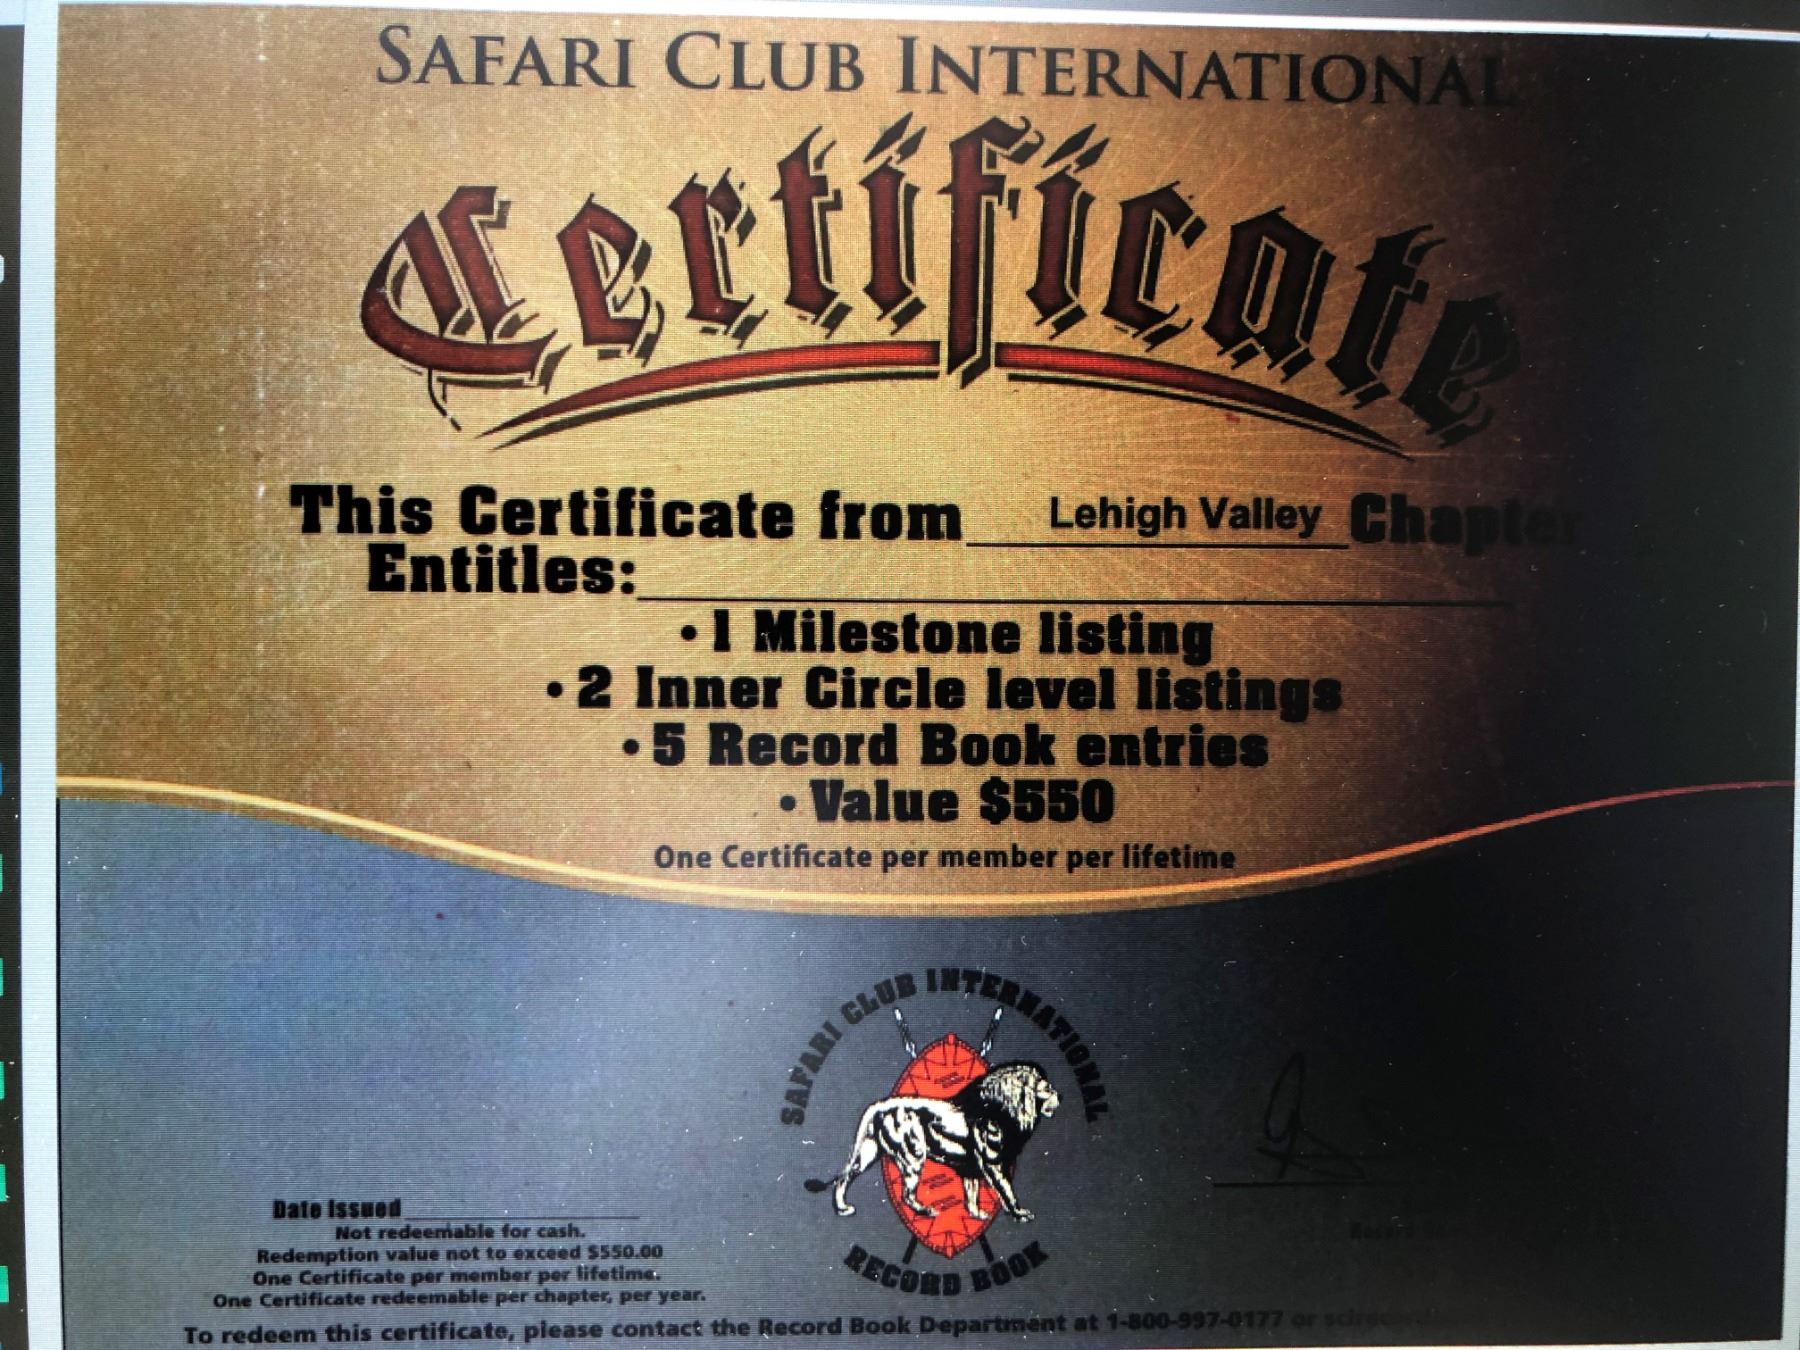 SAFARI CLUB INTERNATIONAL
Certificate
This Certificate from Lehigh Valley Chapter
Entitles:
• 1 Milestone listing
• 2 Inner Circle level listings
• 5 Record Book entries
• Value $550
One Certificate per member per lifetime
SAFARI CLUB INTERNATIONAL
RECORD BOOK
Date Issued
Not redeemable for cash.
Redemption value not to exceed $550.00
One Certificate per member per lifetime.
One Certificate redeemable per chapter, per year.
To redeem this certificate, please contact the Record Book Department at 1-800-997-0177 or